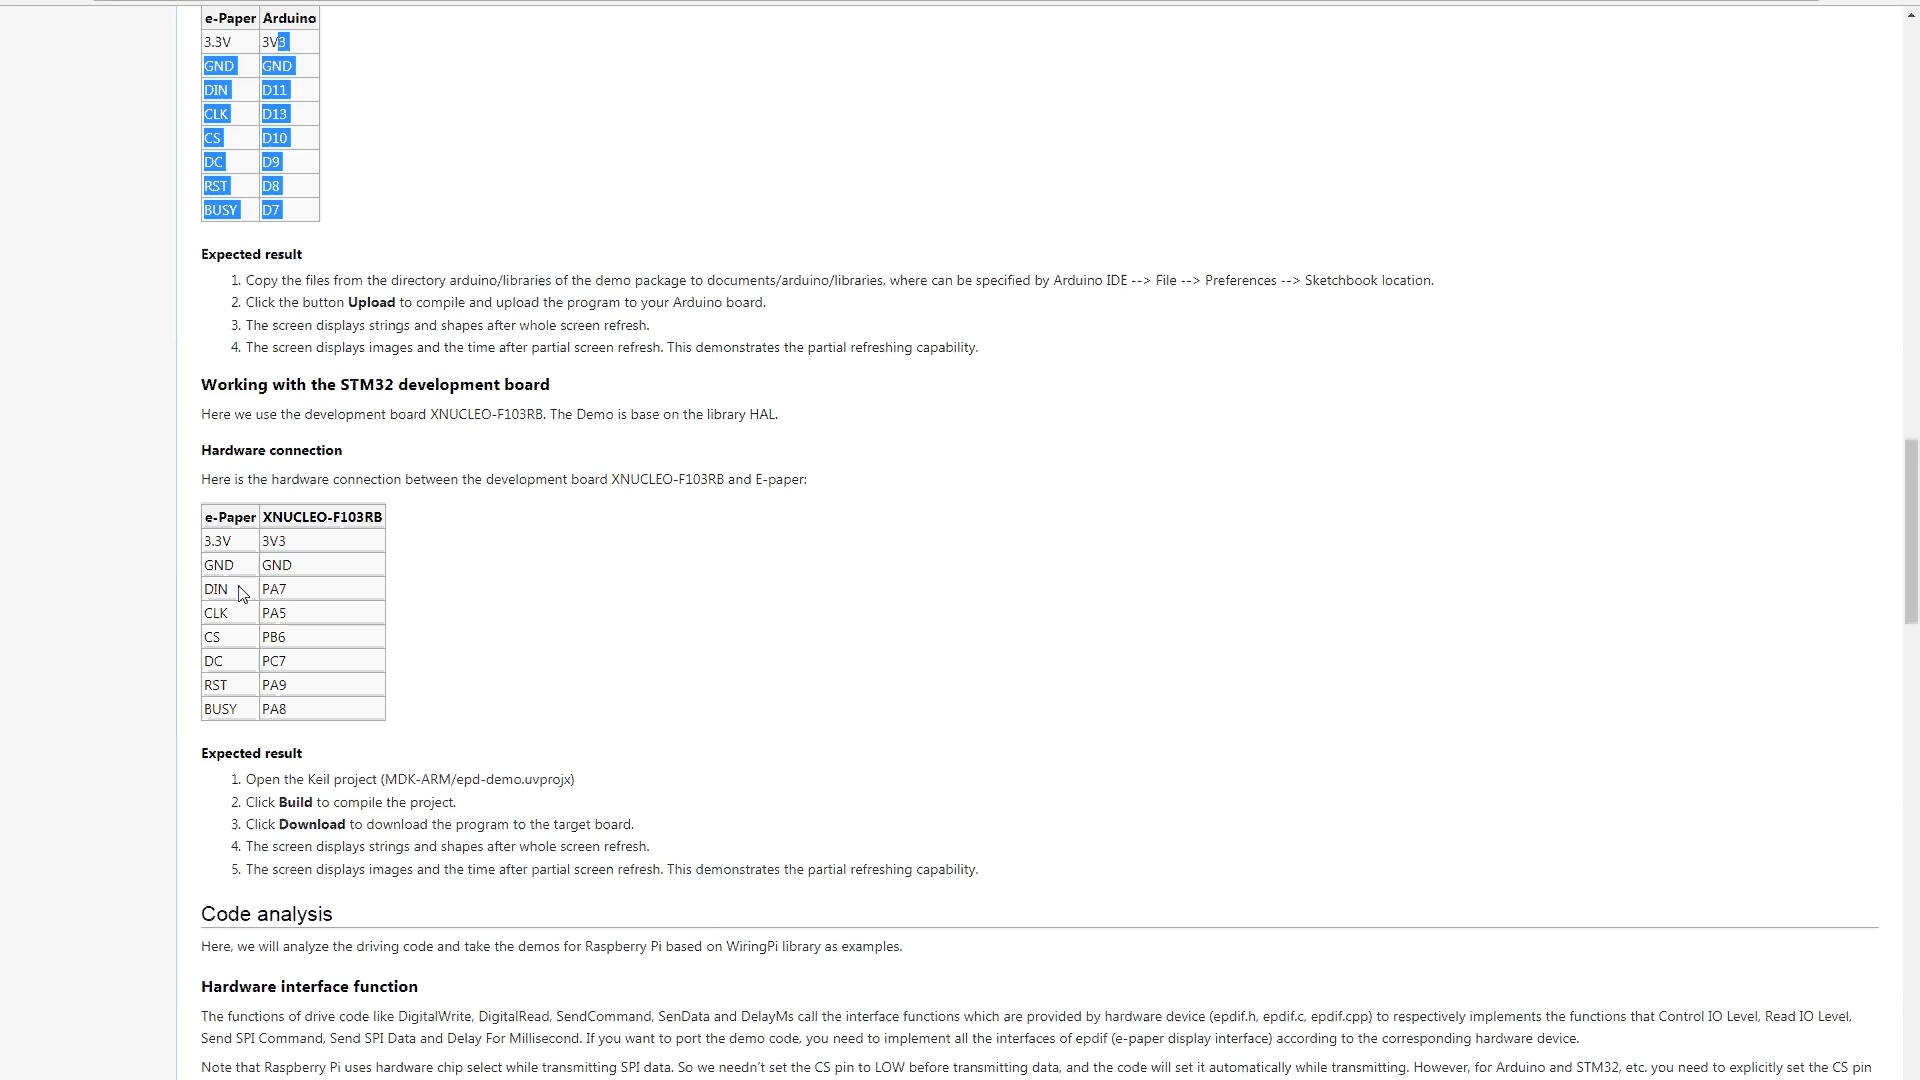 e-Paper Arduino
3.3V 3V3
GND GND
DIN D11
CLK D13
CS D10
DC D9
RST D8
BUSY D7
Expected result
1. Copy the files from the directory arduino/libraries of the demo package to documents/arduino/libraries, where can be specified by Arduino IDE --> File --> Preferences --> Sketchbook location.
2. Click the button Upload to compile and upload the program to your Arduino board.
3. The screen displays strings and shapes after whole screen refresh.
4. The screen displays images and the time after partial screen refresh. This demonstrates the partial refreshing capability.
Working with the STM32 development board
Here we use the development board XNUCLEO-F103RB. The Demo is base on the library HAL.
Hardware connection
Here is the hardware connection between the development board XNUCLEO-F103RB and E-paper:
e-Paper XNUCLEO-F103RB
3.3V 3V3
GND GND
DIN PA7
CLK PA5
CS PB6
DC PC7
RST PA9
BUSY PA8
Expected result
1. Open the Keil project (MDK-ARM/epd-demo.uvprojx)
2. Click Build to compile the project.
3. Click Download to download the program to the target board.
4. The screen displays strings and shapes after whole screen refresh.
5. The screen displays images and the time after partial screen refresh. This demonstrates the partial refreshing capability.
Code analysis
Here, we will analyze the driving code and take the demos for Raspberry Pi based on WiringPi library as examples.
Hardware interface function
The functions of drive code like DigitalWrite, DigitalRead, SendCommand, SenData and DelayMs call the interface functions which are provided by hardware device (epdif.h, epdif.c, epdif.cpp) to respectively implements the functions that Control IO Level, Read IO Level,
Send SPI Command, Send SPI Data and Delay For Millisecond. If you want to port the demo code, you need to implement all the interfaces of epdif (e-paper display interface) according to the corresponding hardware device.
Note that Raspberry Pi uses hardware chip select while transmitting SPI data. So we needn't set the CS pin to LOW before transmitting data, and the code will set it automatically while transmitting. However, for Arduino and STM32, etc. you need to explicitly set the CS pin